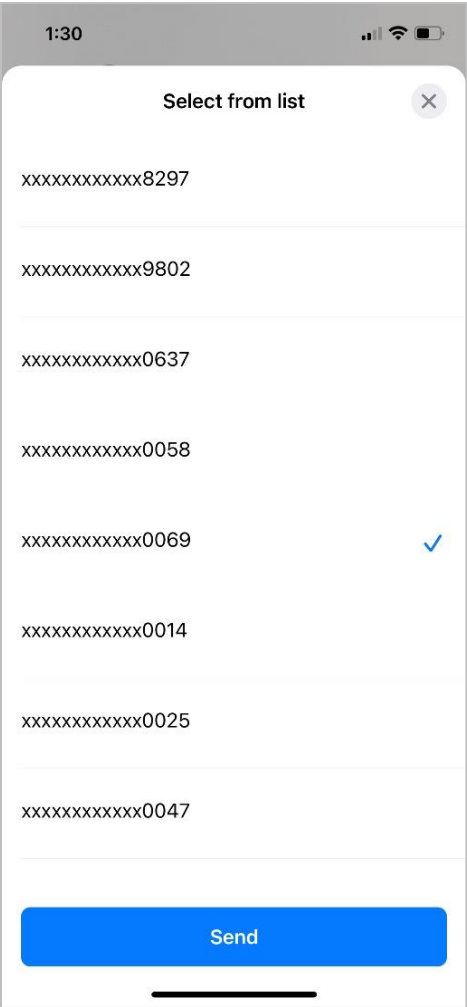 1:30
Select from list
xxxxxxxxxxxx8297
xxxxxxxxxxxx9802
xxxxxxxxxxxx0637
xxxxxxxxxxxx0058
xxxxxxxxxxxx0069
xxxxxxxxxxxx0014
xxxxxxxxxxxx0025
xxxxxxxxxxxx0047
Send